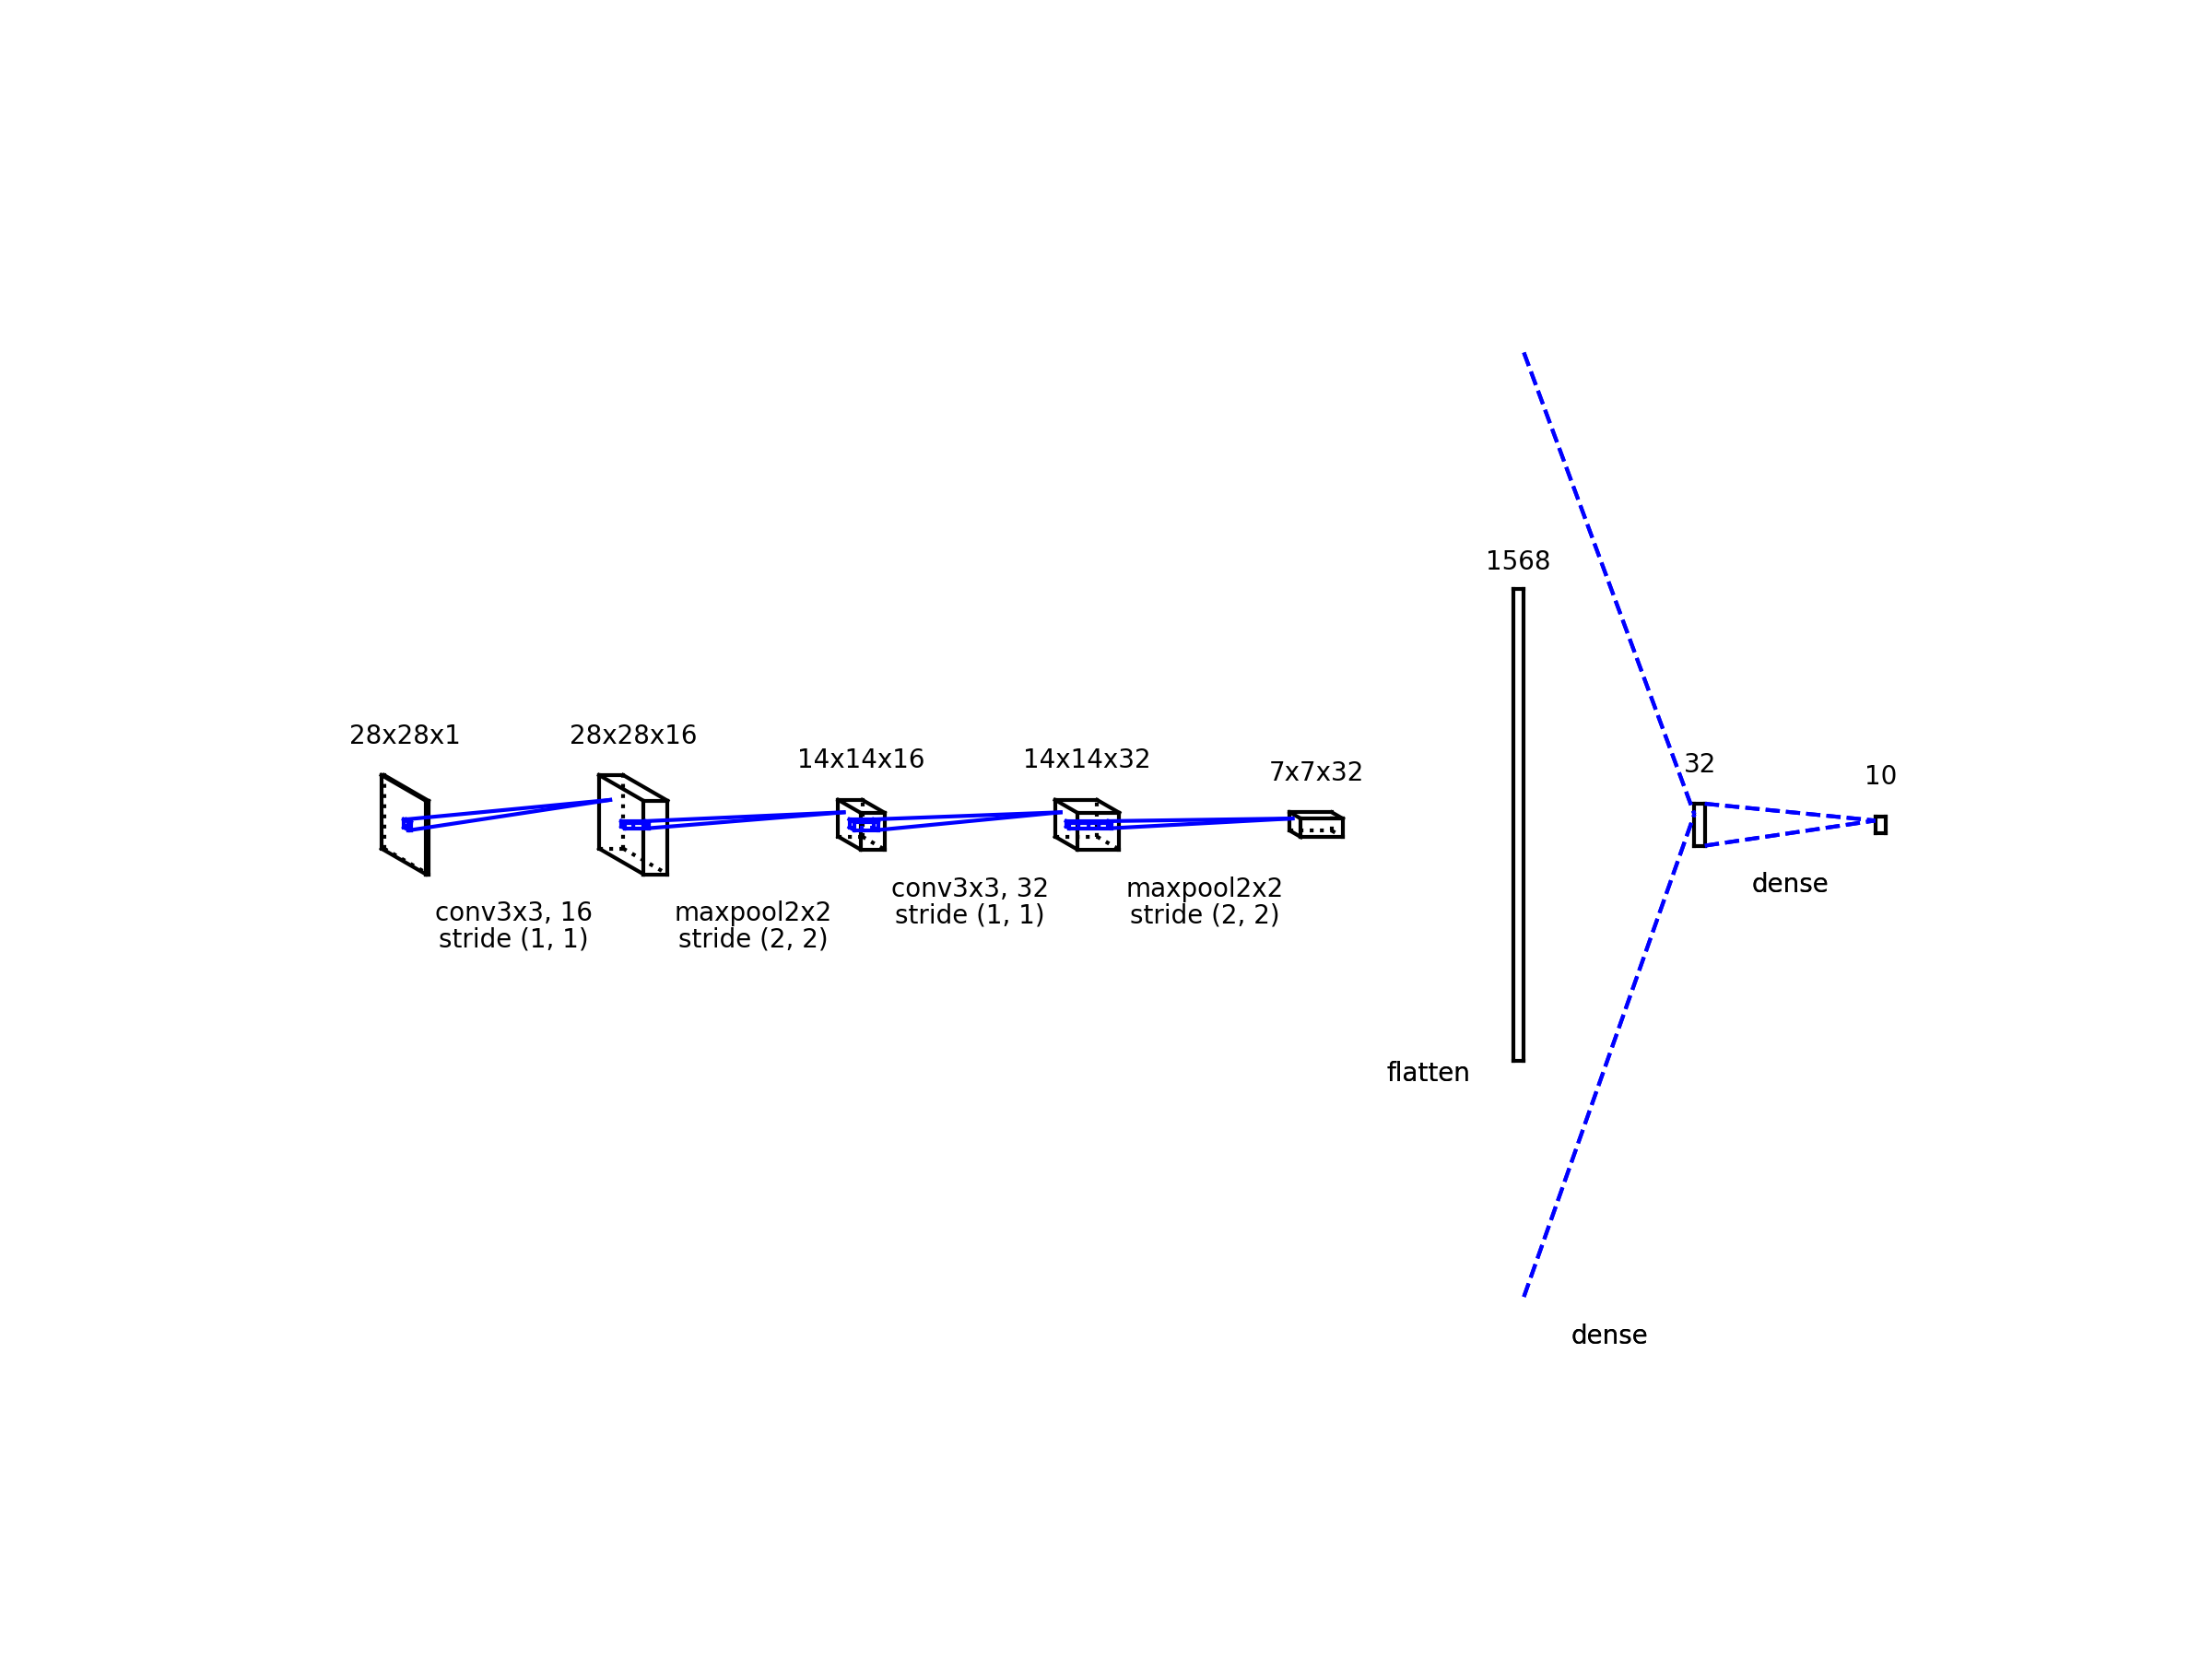 28x28x1
28x28x16
14x14x16
14x14x32
7x7x32
1568
32
10
conv3x3, 16
stride (1, 1)
maxpool2x2
stride (2, 2)
conv3x3, 32
stride (1, 1)
maxpool2x2
stride (2, 2)
flatten
dense
dense